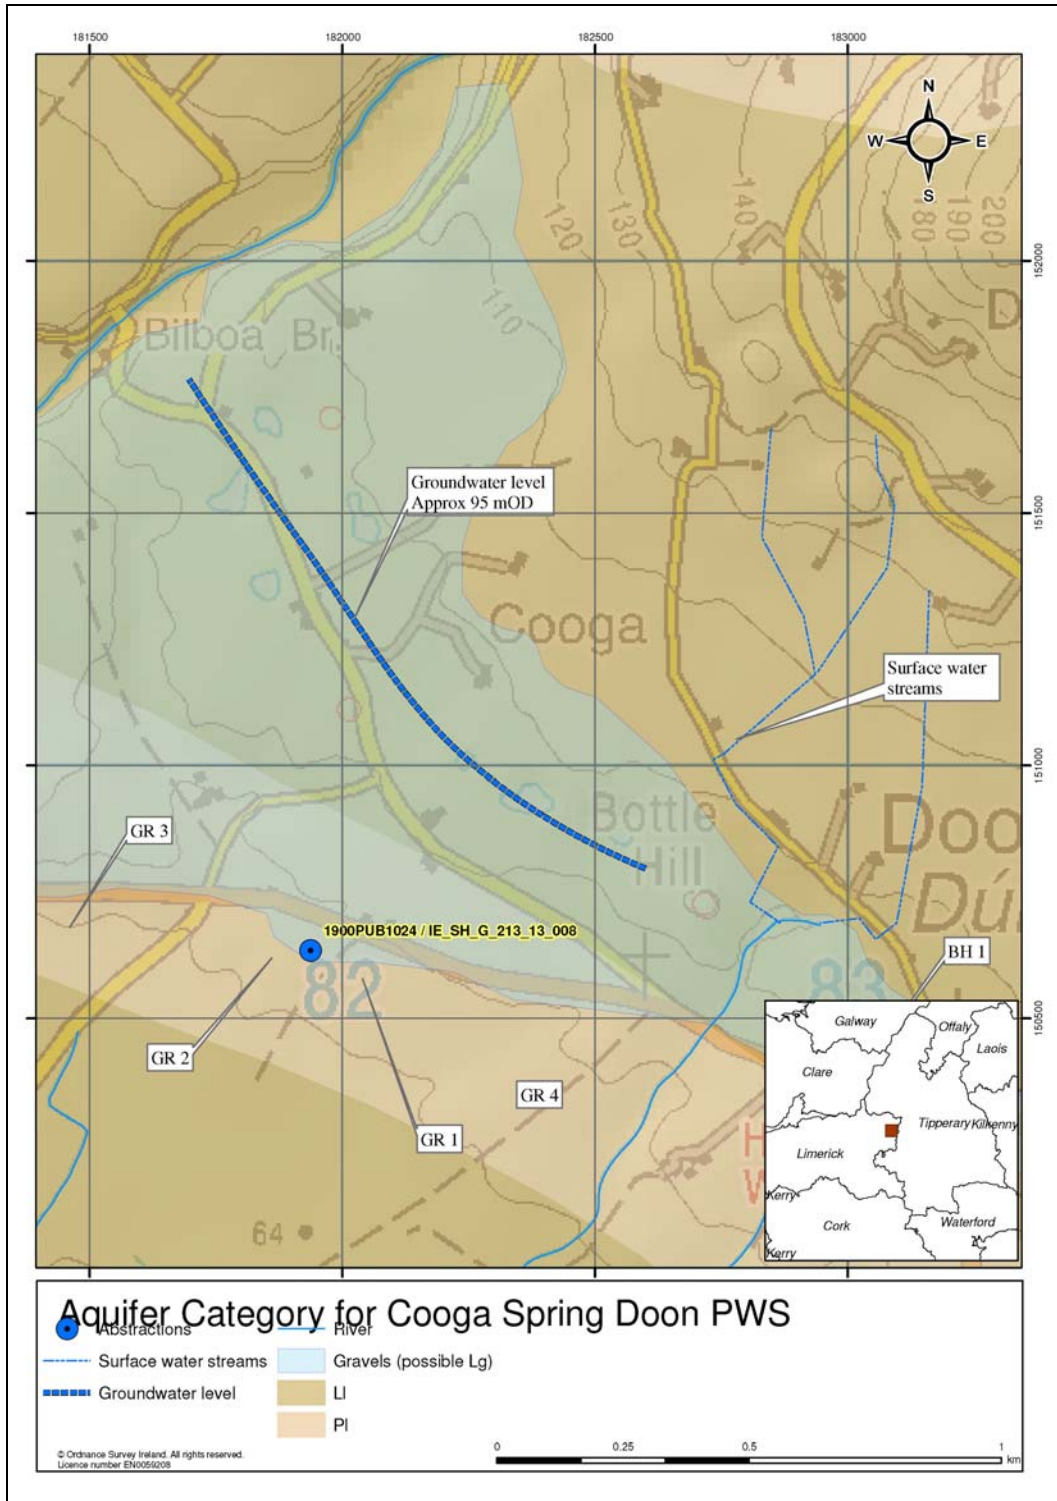 181500
182000
182500
183000
N
W
E
S
152000
151500
151000
150500
120
130
140
180
190
200
110
Bilboa Br.
Groundwater level
Approx 95 mOD
Cooga
Surface water
streams
Bottle
Hill
Doo
Dú
GR 3
1900PUB1024 / IE_SH_G_213_13_008
82
83
BH 1
GR 2
GR 4
GR 1
64
H
W
Galway
Offaly
Laois
Clare
Tipperary
Kilkenny
Limerick
Kerry
Cork
Waterford
Kerry
Aquifer Category for Cooga Spring Doon PWS
Abstractions
River
Surface water streams
Gravels (possible Lg)
Groundwater level
Ll
Pl
© Ordnance Survey Ireland. All rights reserved.
Licence number EN0059208
0
0.25
0.5
1
km